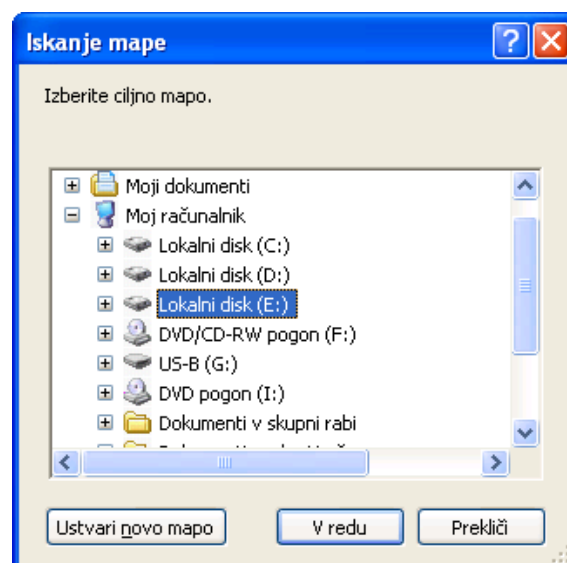 Iskanje mape
Izberite ciljno mapo.
Moji dokumenti
Moj računalnik
Lokalni disk (C:)
Lokalni disk (D:)
Lokalni disk (E:)
DVD/CD-RW pogon (F:)
US-B (G:)
DVD pogon (I:)
Dokumenti v skupni rabi
Ustvari novo mapo V redu Prekliči